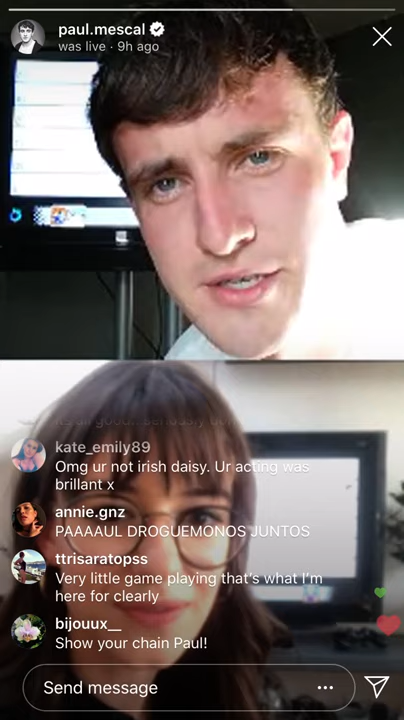 paul.mescal
was live · 9h ago
kate_emily89
Omg ur not irish daisy. Ur acting was
brillant x
annie.gnz
PAAAAUL DROGUEMONOS JUNTOS
ttrisaratopss
Very little game playing that's what I'm
here for clearly
bijouux__
Show your chain Paul!
Send message